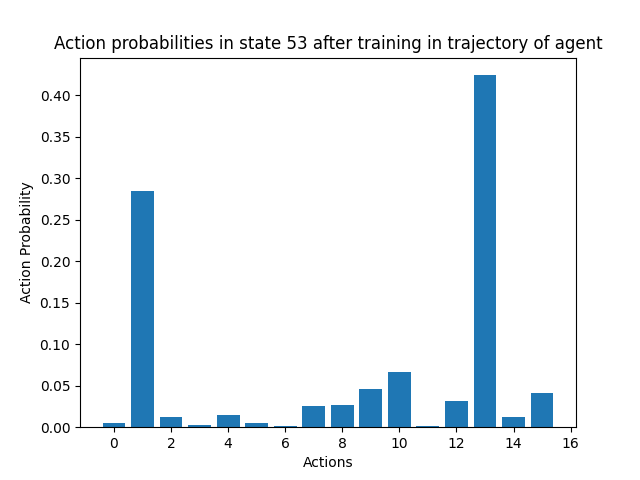 Action probabilities in state 53 after training in trajectory of agent
0.40
0.35
0.30
0.25
0.20
0.15
0.10
0.05
0.00
Action Probability
0 2 4 6 8 10 12 14 16
Actions